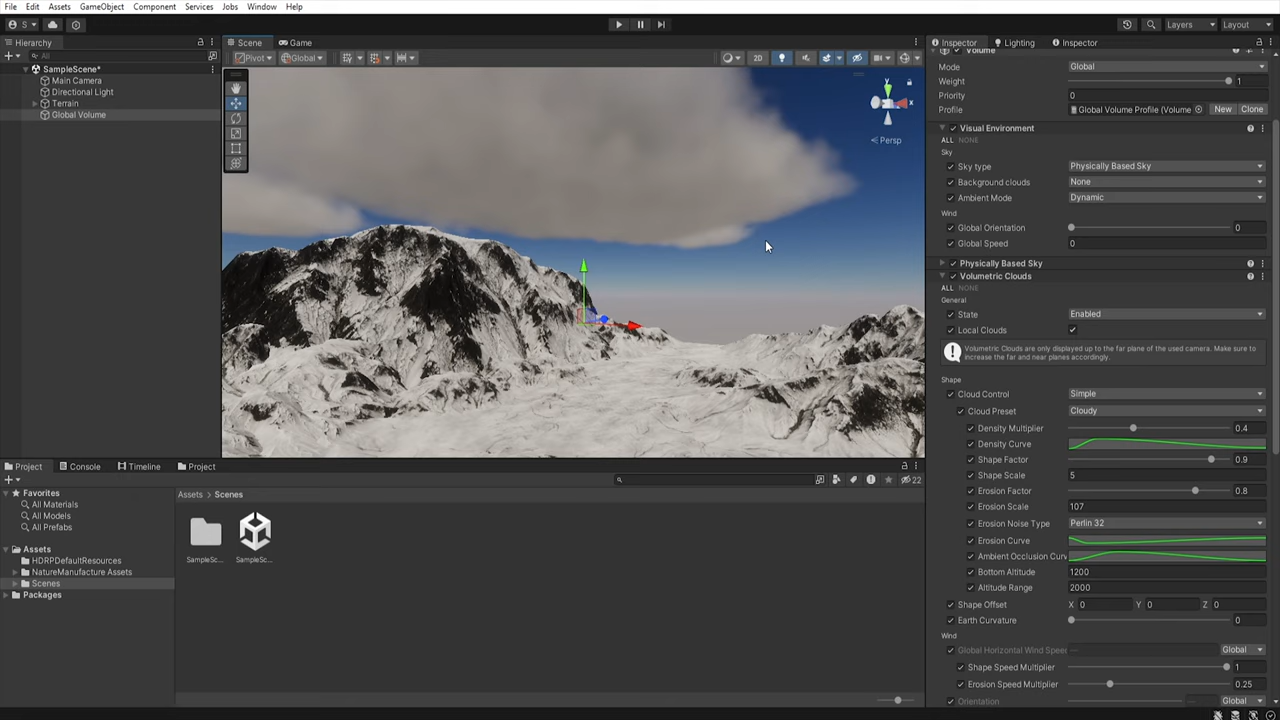 File Edit Assets GameObject Component Services Jobs Window Help
S Layers Layout
Hierarchy
All
SampleScene*
Main Camera
Directional Light
Terrain
Global Volume
Scene Game
Pivot Global 2D
y
x
Persp
Inspector Lighting Inspector
Volume
Mode Global
Weight 1
Priority 0
Profile Global Volume Profile (Volume New Clone
Visual Environment
ALL NONE
Sky
Sky type Physically Based Sky
Background clouds None
Ambient Mode Dynamic
Wind
Global Orientation 0
Global Speed 0
Physically Based Sky
Volumetric Clouds
ALL NONE
General
State Enabled
Local Clouds
Volumetric Clouds are only displayed up to the far plane of the used camera. Make sure to
increase the far and near planes accordingly.
Shape
Cloud Control Simple
Cloud Preset Cloudy
Density Multiplier 0.4
Density Curve
Shape Factor 0.9
Shape Scale 5
Erosion Factor 0.8
Erosion Scale 107
Erosion Noise Type Perlin 32
Erosion Curve
Ambient Occlusion Curv
Bottom Altitude 1200
Altitude Range 2000
Shape Offset X 0 Y 0 Z 0
Earth Curvature 0
Wind
Global Horizontal Wind Speed Global
Shape Speed Multiplier 1
Erosion Speed Multiplier 0.25
Orientation Global
Project Console Timeline Project
22
Favorites
All Materials
All Models
All Prefabs
Assets
HDRPDefaultResources
NatureManufacture Assets
Scenes
Packages
Assets Scenes
SampleSc... SampleSc...